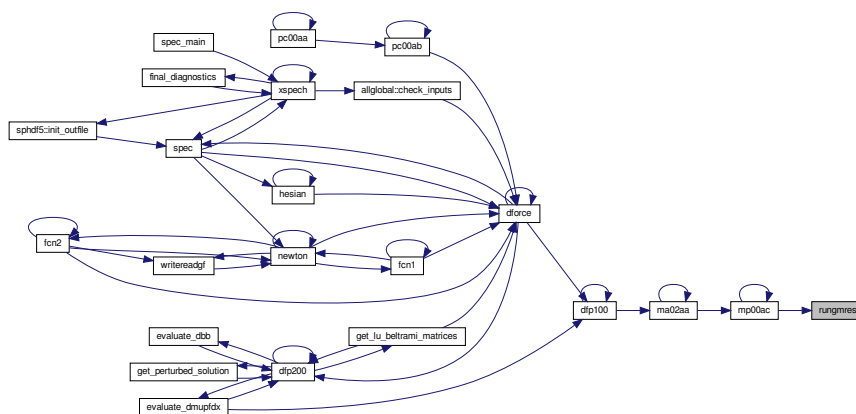 spec_main
pc00aa
pc00ab
final_diagnostics
xspech
allglobal::check_inputs
sphdf5::init_outfile
spec
hesian
dforce
fcn2
newton
writereadgf
fcn1
dfp100
ma02aa
mp00ac
rungmres
evaluate_dbb
get_lu_beltrami_matrices
get_perturbed_solution
dfp200
evaluate_dmupfdx